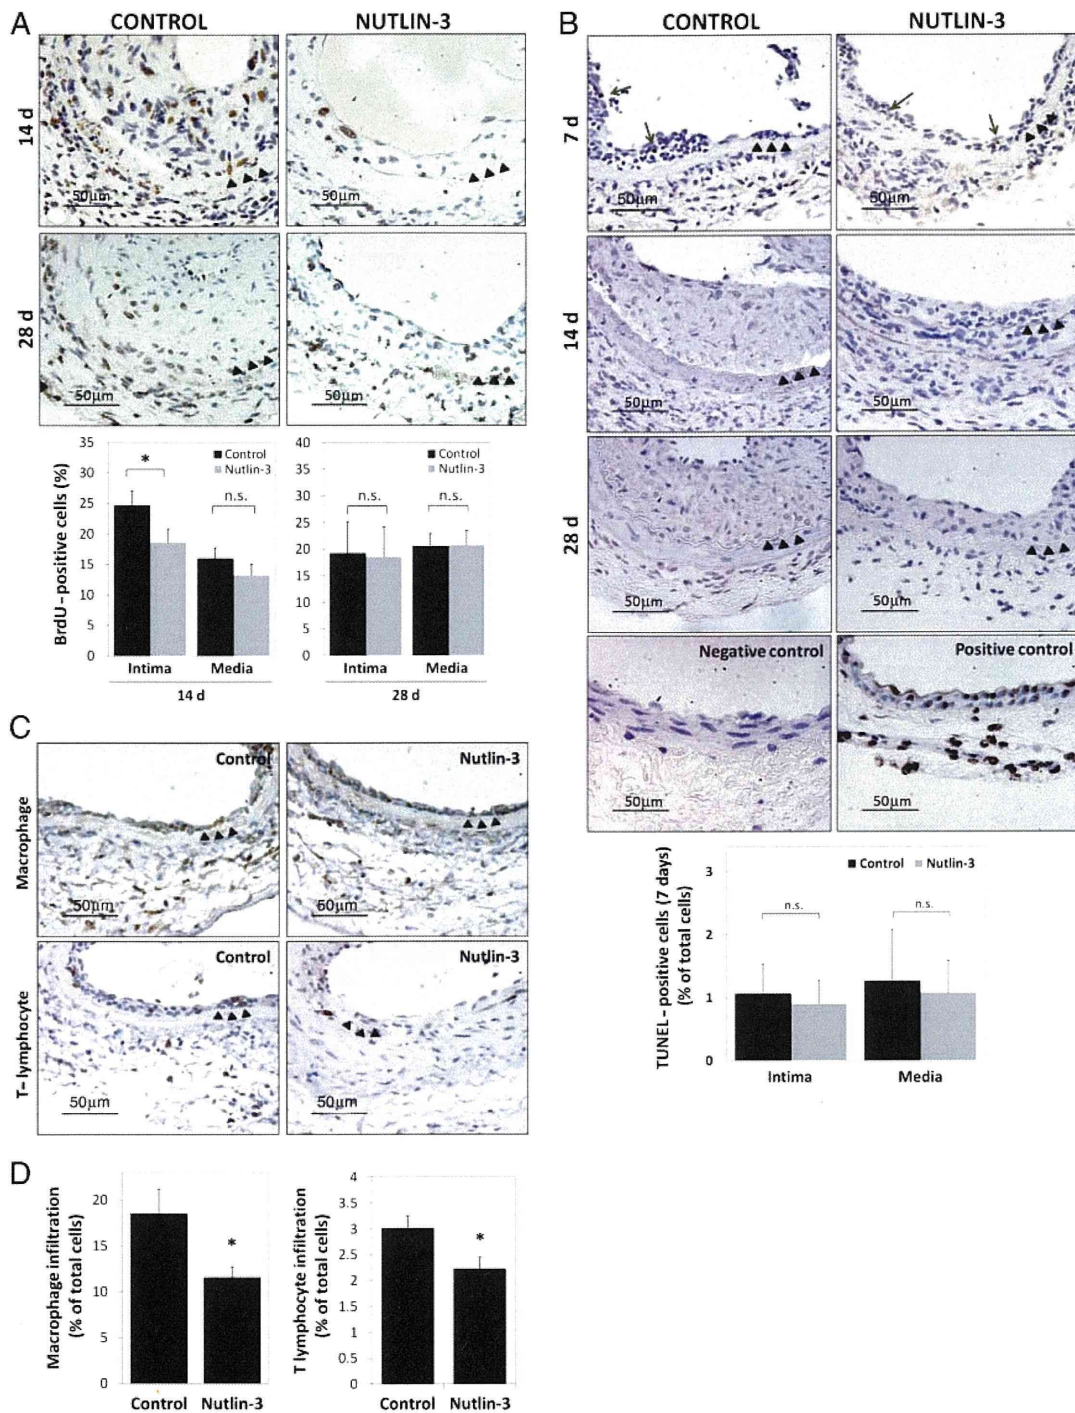 A
CONTROL
NUTLIN-3
14 d
50μm
50μm
28 d
50μm
50μm
BrdU-positive cells (%)
35
30
25
20
15
10
5
0
*
n.s.
Control
Nutlin-3
Intima
Media
14 d
40
35
30
25
20
15
10
5
0
n.s.
n.s.
Control
Nutlin-3
Intima
Media
28 d
B
CONTROL
NUTLIN-3
7 d
50μm
50μm
14 d
50μm
50μm
28 d
50μm
50μm
Negative control
50μm
Positive control
50μm
TUNEL-positive cells (7 days)
(% of total cells)
3
2
1
0
Control
Nutlin-3
n.s.
n.s.
Intima
Media
C
Macrophage
Control
50μm
Nutlin-3
50μm
T-lymphocyte
Control
50μm
Nutlin-3
50μm
D
Macrophage infiltration
(% of total cells)
20
15
10
5
0
*
Control
Nutlin-3
T lymphocyte infiltration
(% of total cells)
4
3.5
3
2.5
2
1.5
1
0.5
0
*
Control
Nutlin-3